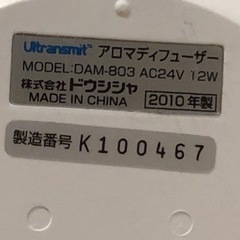 Ultransmit™ アロマディフューザー
MODEL:DAM-803 AC24V 12W
株式会社ドウシシャ
MADE IN CHINA 2010年製
製造番号 K100467